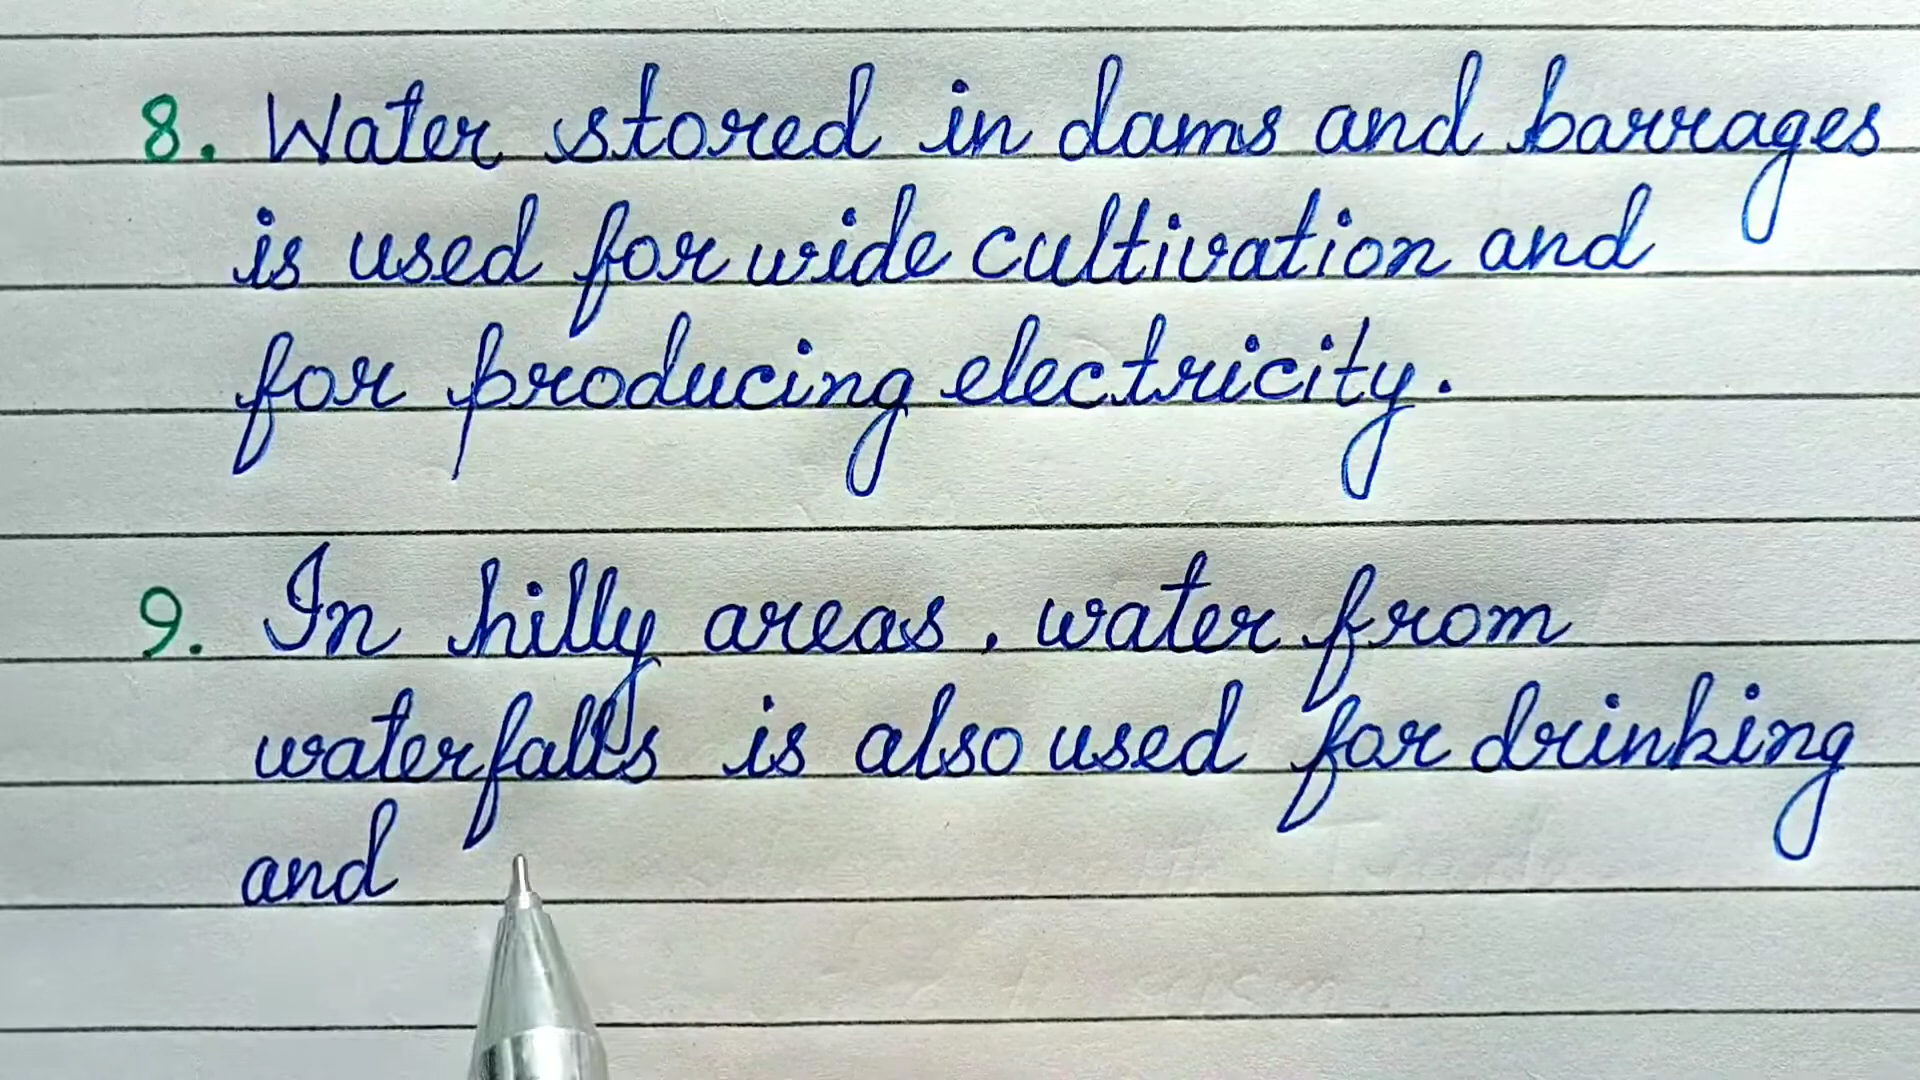 8. Water stored in dams and barrages
is used for wide cultivation and
for producing electricity.
9. In hilly areas, water from
waterfalls is also used for drinking
and